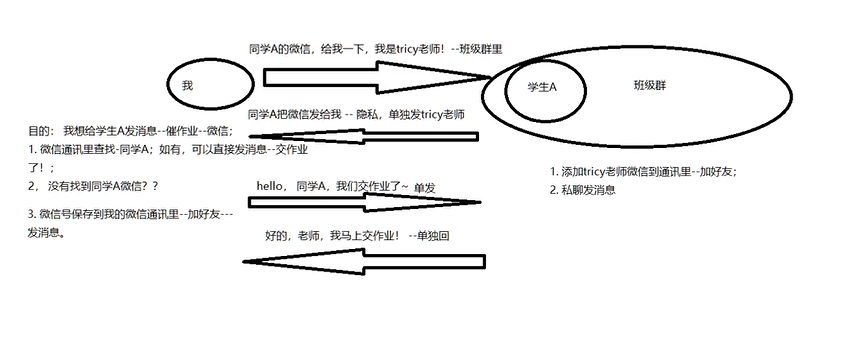 同学A的微信，给我一下，我是tricy老师！--班级群里
我
学生A
班级群
同学A把微信发给我 -- 隐私，单独发tricy老师
目的： 我想给学生A发消息--催作业--微信；
1. 微信通讯里查找-同学A；如有，可以直接发消息--交作业
了！；
2， 没有找到同学A微信？？
3. 微信号保存到我的微信通讯里--加好友---
发消息。
hello， 同学A，我们交作业了~ 单发
好的，老师，我马上交作业！ --单独回
1. 添加tricy老师微信到通讯里--加好友；
2. 私聊发消息